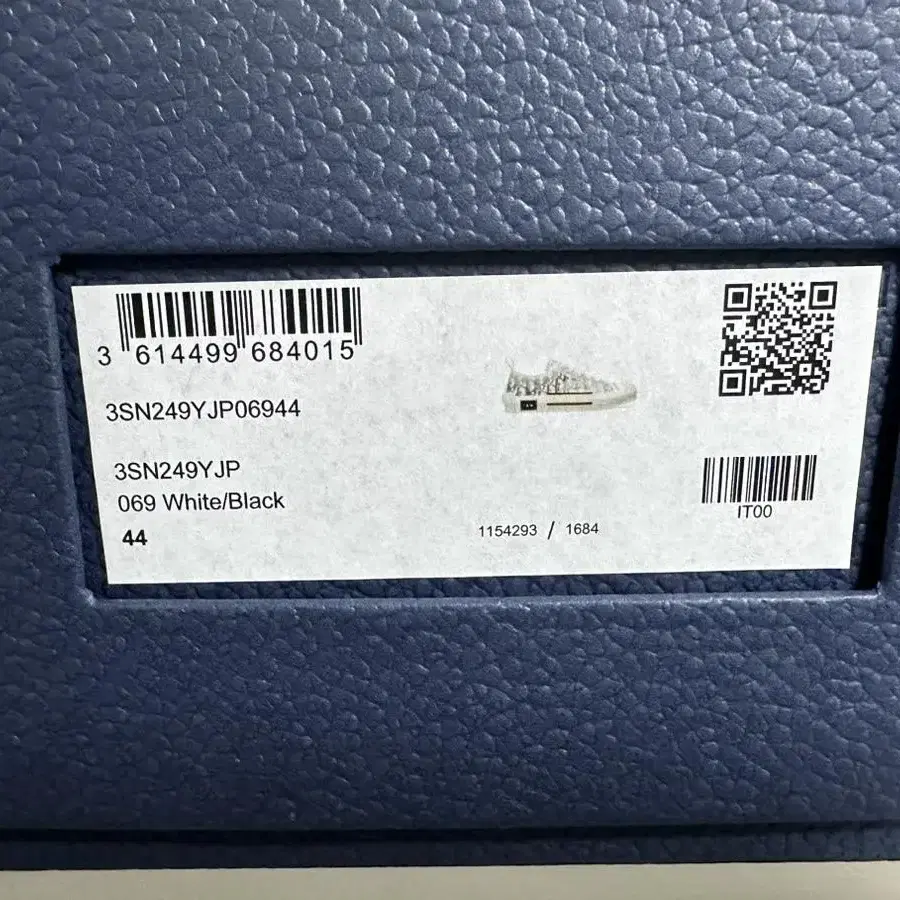 3 614499 684015
3SN249YJP06944
3SN249YJP
069 White/Black
44
1154293 / 1684
IT00